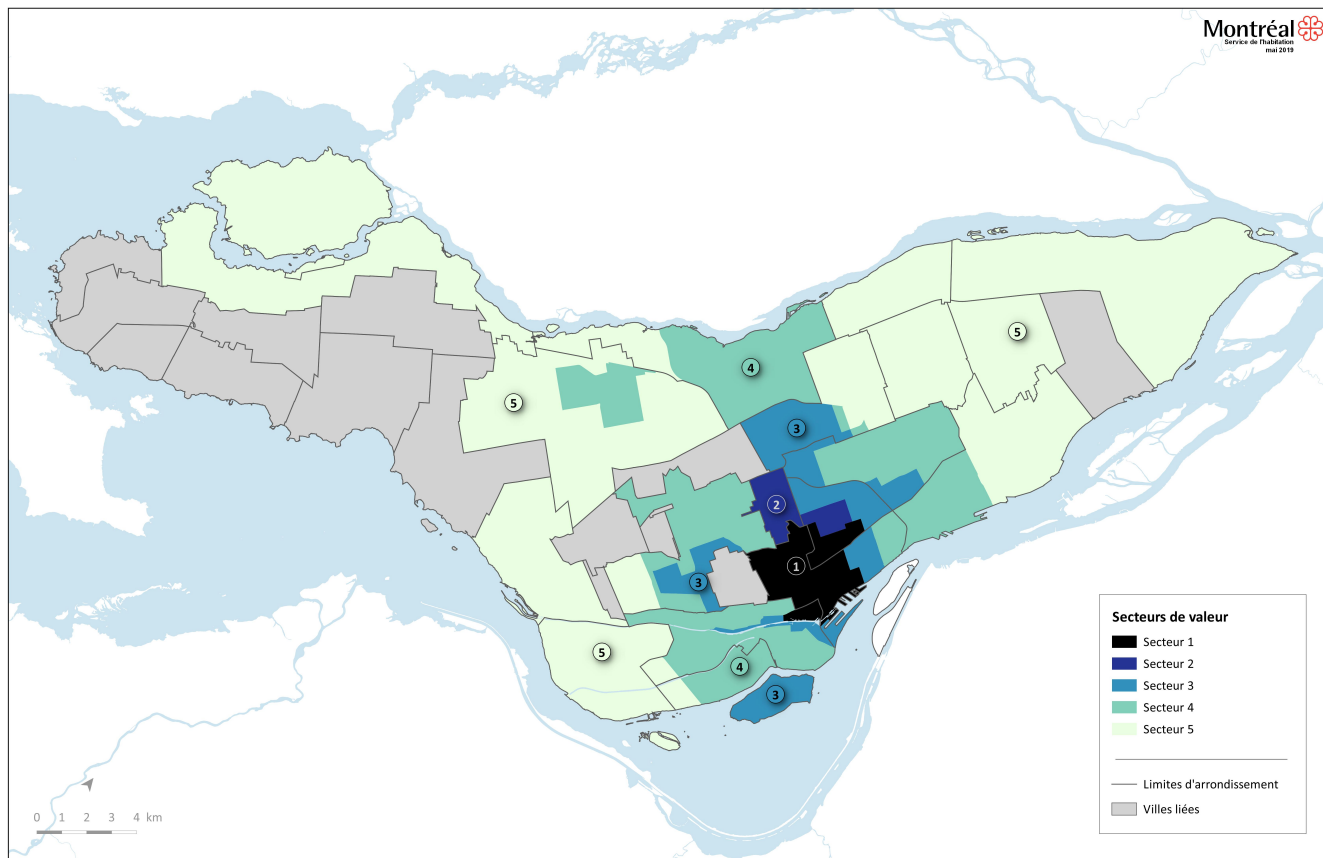 Montréal
Service de l'habitation
mai 2019
5
4
5
3
2
1
3
5
4
3
Secteurs de valeur
Secteur 1
Secteur 2
Secteur 3
Secteur 4
Secteur 5
Limites d'arrondissement
Villes liées
0 1 2 3 4 km